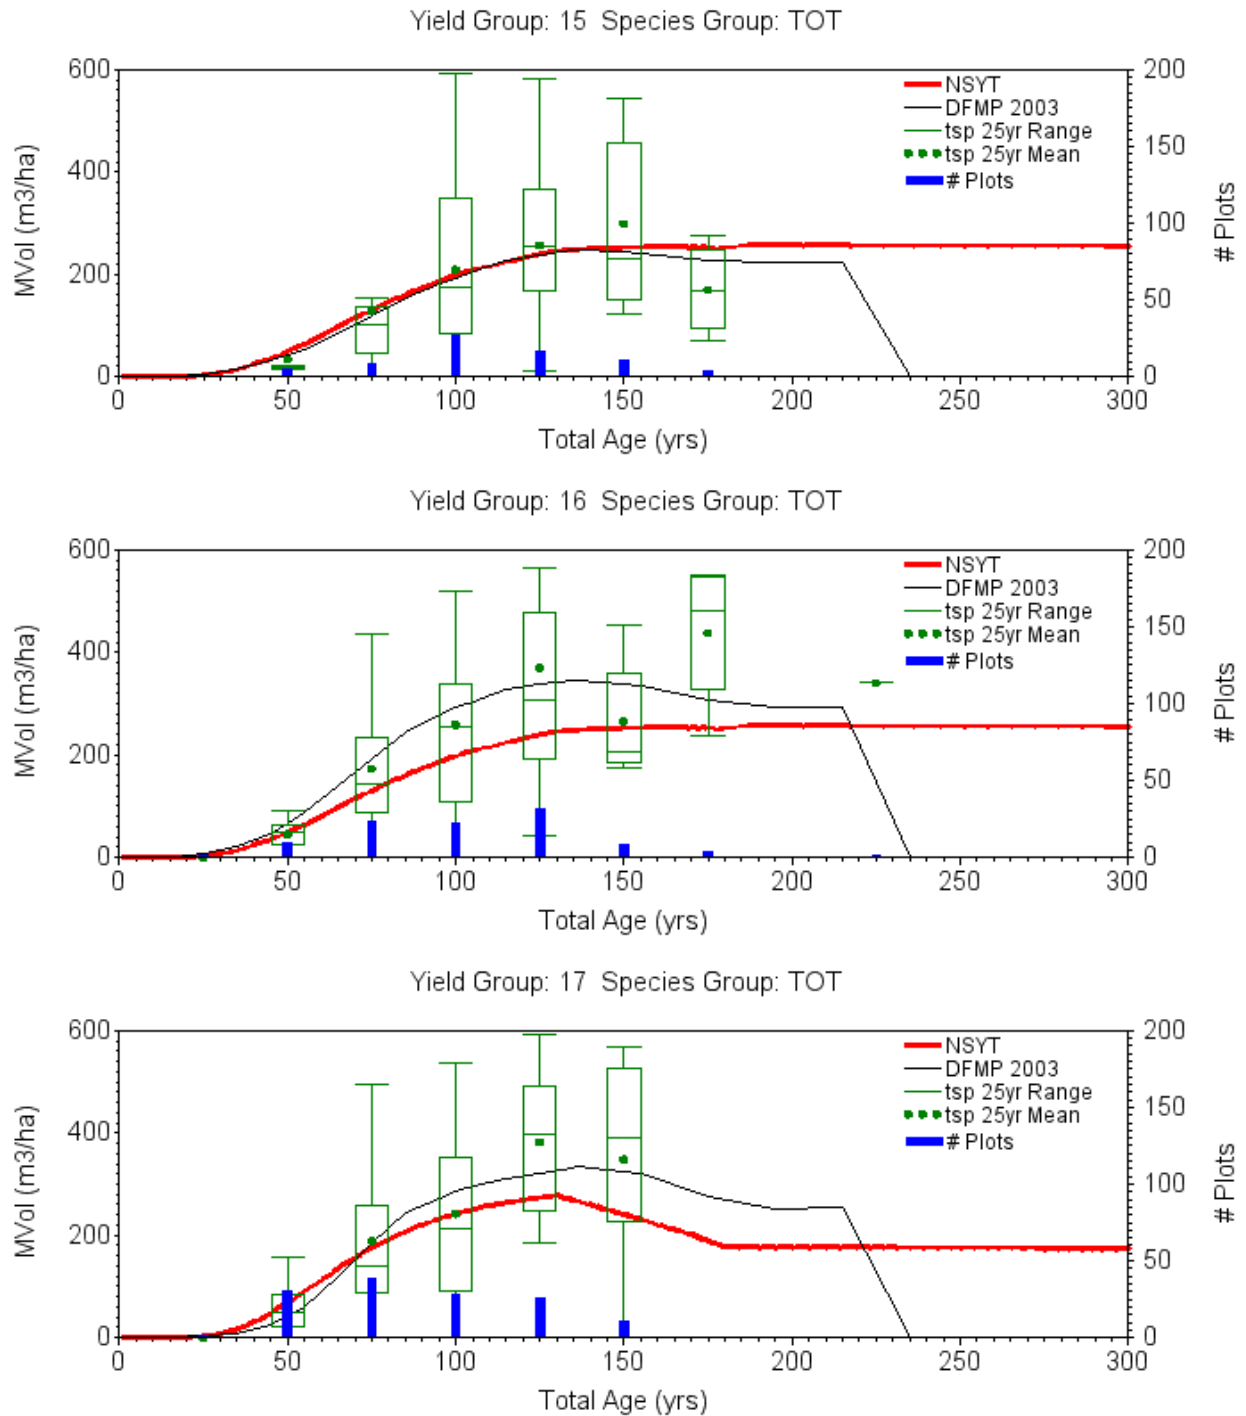 Yield Group: 15 Species Group: TOT
600
400
200
0
MVol (m3/ha)
200
150
100
50
0
# Plots
NSYT
DFMP 2003
tsp 25yr Range
tsp 25yr Mean
# Plots
0 50 100 150 200 250 300
Total Age (yrs)
Yield Group: 16 Species Group: TOT
600
400
200
0
MVol (m3/ha)
200
150
100
50
0
# Plots
NSYT
DFMP 2003
tsp 25yr Range
tsp 25yr Mean
# Plots
0 50 100 150 200 250 300
Total Age (yrs)
Yield Group: 17 Species Group: TOT
600
400
200
0
MVol (m3/ha)
200
150
100
50
0
# Plots
NSYT
DFMP 2003
tsp 25yr Range
tsp 25yr Mean
# Plots
0 50 100 150 200 250 300
Total Age (yrs)